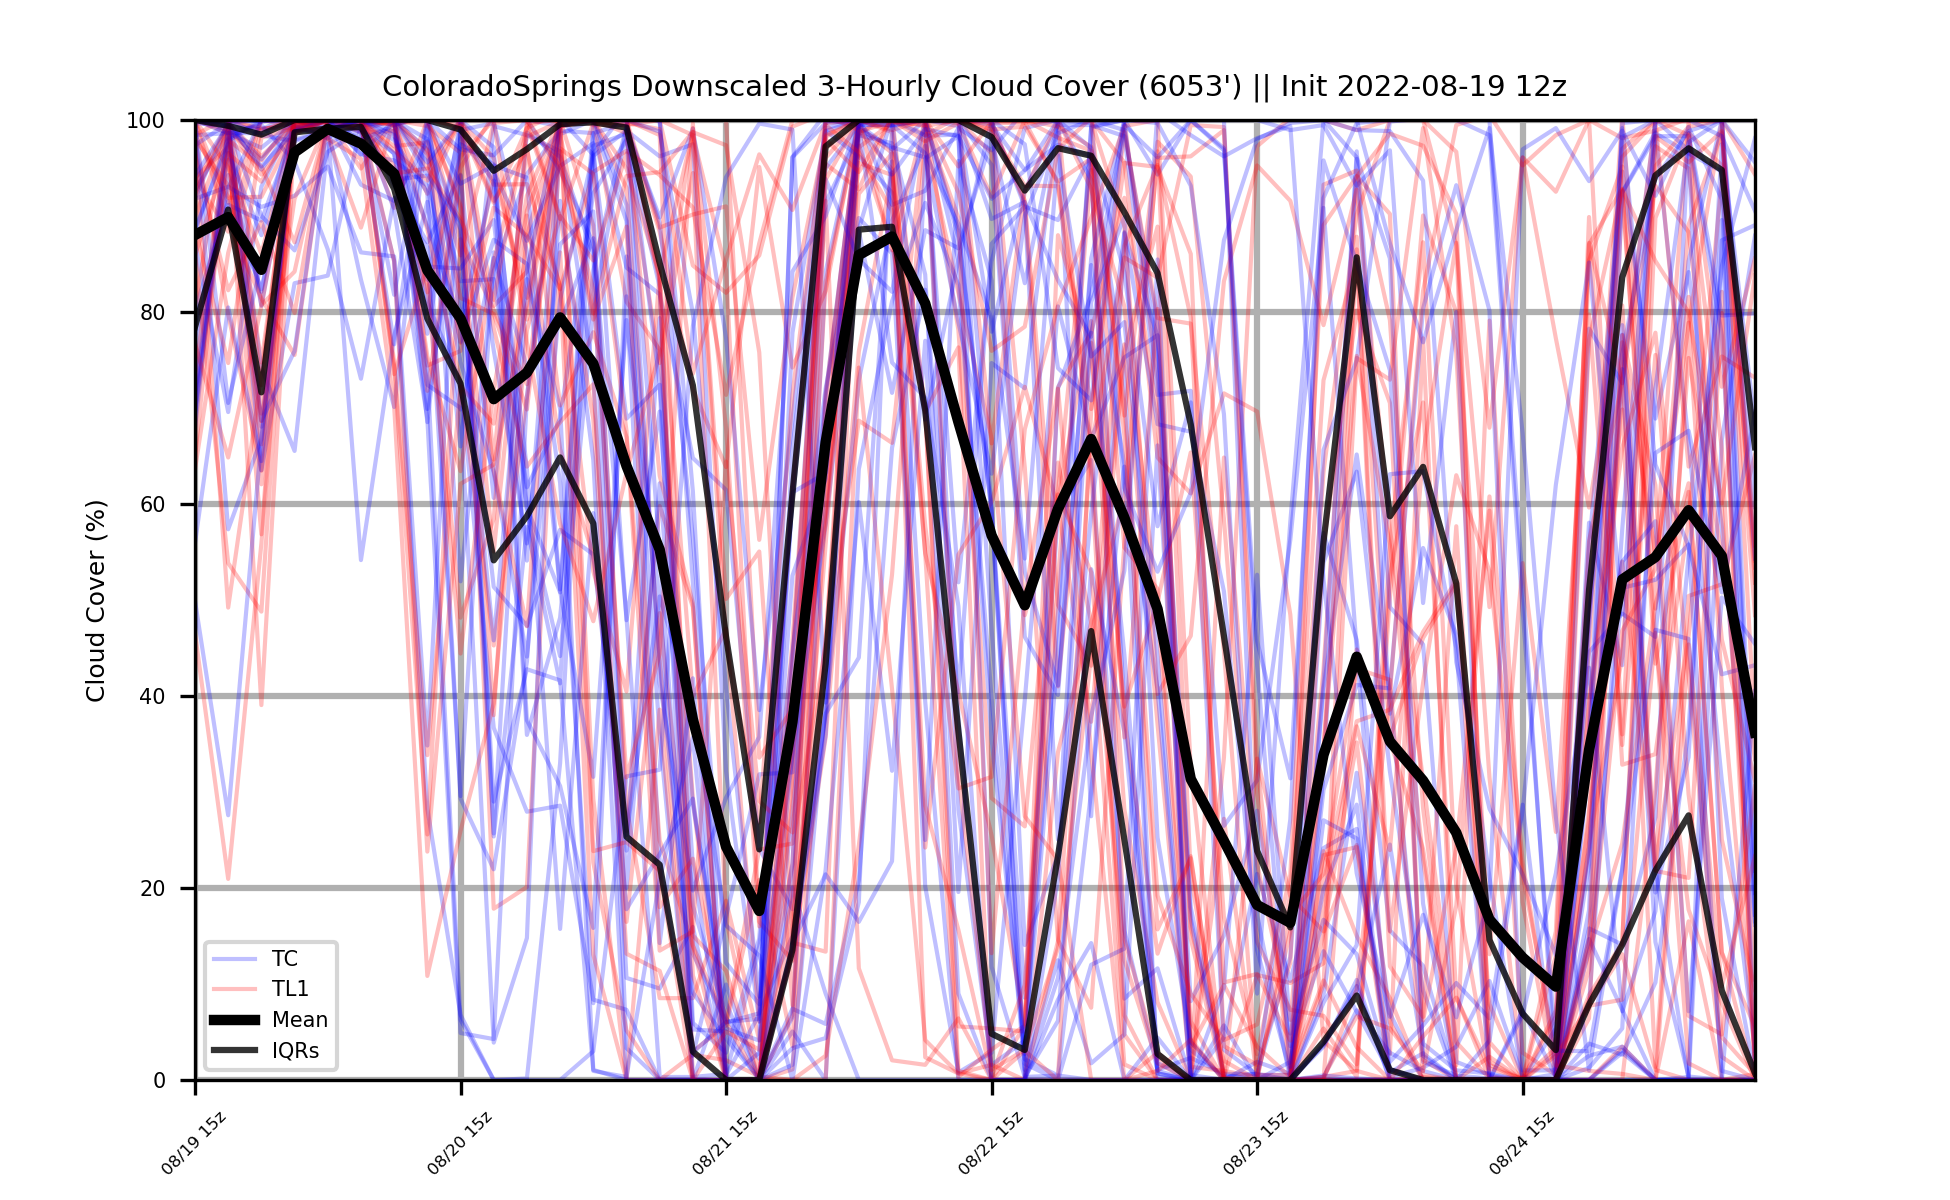 ColoradoSprings Downscaled 3-Hourly Cloud Cover (6053') || Init 2022-08-19 12z
100
80
60
40
20
0
Cloud Cover (%)
TC
TL1
Mean
IQRs
08/19 15z
08/20 15z
08/21 15z
08/22 15z
08/23 15z
08/24 15z